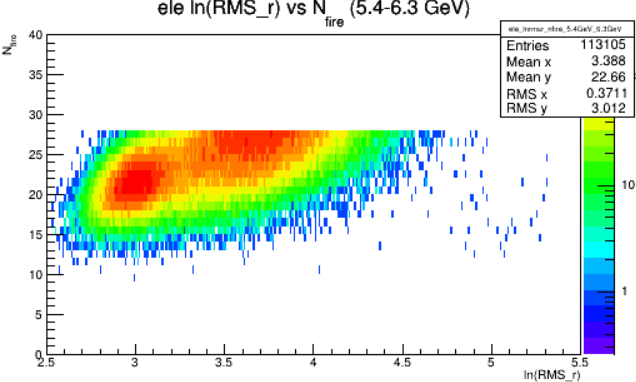 ele ln(RMS_r) vs N_fire (5.4-6.3 GeV)
ele_lnrmsr_nfire_5.4GeV_6.3GeV
Entries 113105
Mean x 3.388
Mean y 22.66
RMS x 0.3711
RMS y 3.012
N_fire
40
35
30
25
20
15
10
5
0
10
1
2.5 3 3.5 4 4.5 5 5.5
ln(RMS_r)